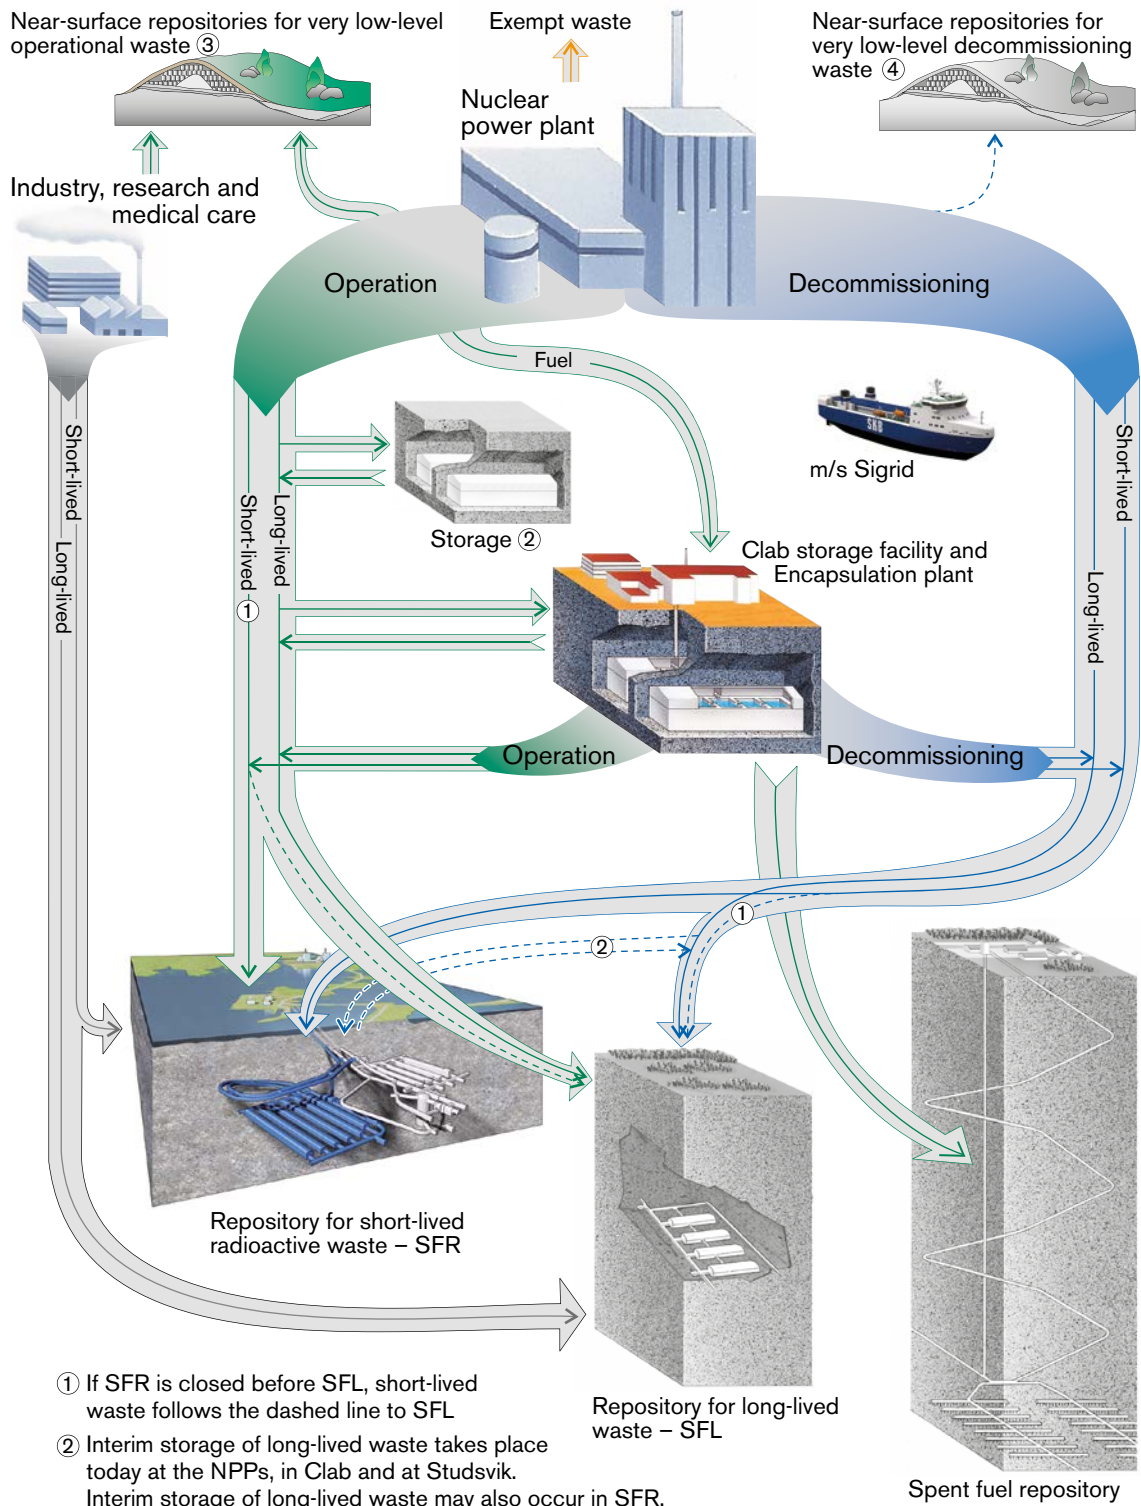 Near-surface repositories for very low-level
operational waste ③
Exempt waste
Near-surface repositories for
very low-level decommissioning
waste ④
Nuclear
power plant
Industry, research and
medical care
Operation
Decommissioning
Fuel
SKB
m/s Sigrid
Short-lived
Long-lived
Short-lived
①
Long-lived
Short-lived
Long-lived
Storage ②
Clab storage facility and
Encapsulation plant
Operation
Decommissioning
①
②
Repository for short-lived
radioactive waste – SFR
Repository for long-lived
waste – SFL
Spent fuel repository
① If SFR is closed before SFL, short-lived
waste follows the dashed line to SFL
② Interim storage of long-lived waste takes place
today at the NPPs, in Clab and at Studsvik.
Interim storage of long-lived waste may also occur in SFR.